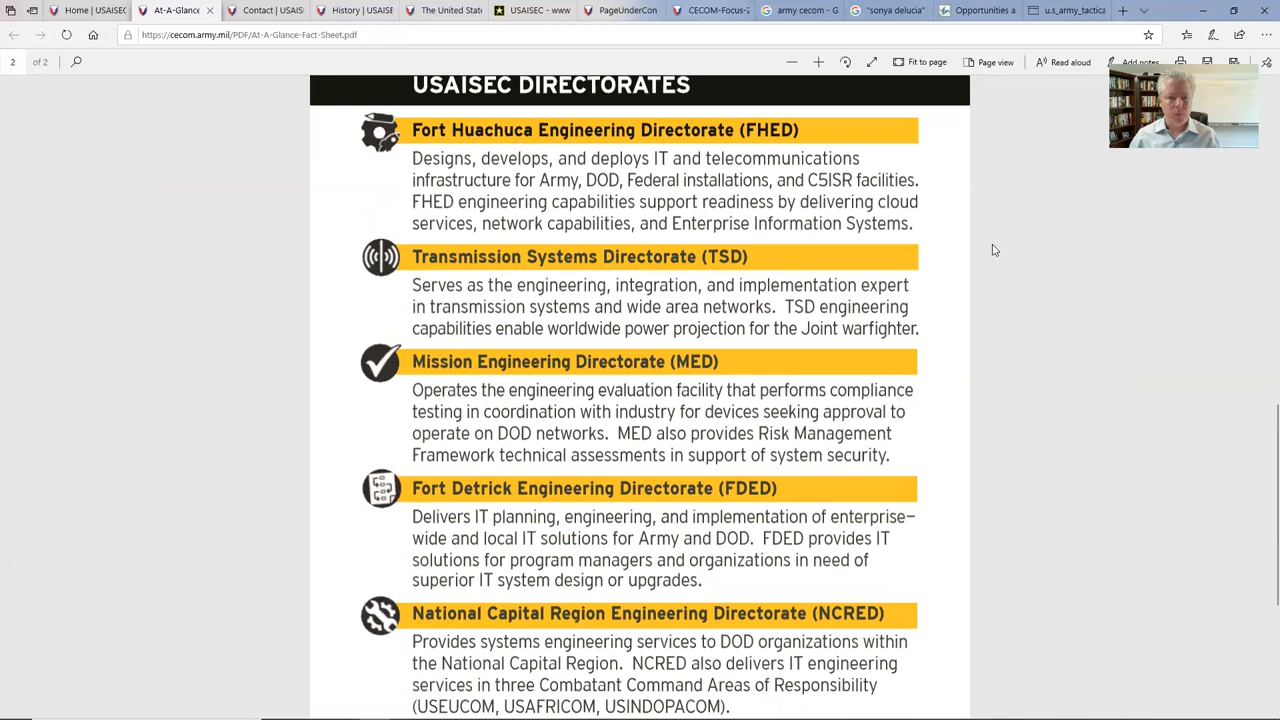 Home | USAISEC
At-A-Glance
Contact | USAIS
History | USAISE
The United Stat
USAISEC - www
PageUnderCon
CECOM-Focus-2
army cecom - G
"sonya delucia"
Opportunities a
u.s_army_tactica
https://cecom.army.mil/PDF/At-A-Glance-Fact-Sheet.pdf
2 of 2
Fit to page
Page view
Read aloud
Add notes
USAISEC DIRECTORATES
Fort Huachuca Engineering Directorate (FHED)
Designs, develops, and deploys IT and telecommunications
infrastructure for Army, DOD, Federal installations, and C5ISR facilities.
FHED engineering capabilities support readiness by delivering cloud
services, network capabilities, and Enterprise Information Systems.
Transmission Systems Directorate (TSD)
Serves as the engineering, integration, and implementation expert
in transmission systems and wide area networks. TSD engineering
capabilities enable worldwide power projection for the Joint warfighter.
Mission Engineering Directorate (MED)
Operates the engineering evaluation facility that performs compliance
testing in coordination with industry for devices seeking approval to
operate on DOD networks. MED also provides Risk Management
Framework technical assessments in support of system security.
Fort Detrick Engineering Directorate (FDED)
Delivers IT planning, engineering, and implementation of enterprise–
wide and local IT solutions for Army and DOD. FDED provides IT
solutions for program managers and organizations in need of
superior IT system design or upgrades.
National Capital Region Engineering Directorate (NCRED)
Provides systems engineering services to DOD organizations within
the National Capital Region. NCRED also delivers IT engineering
services in three Combatant Command Areas of Responsibility
(USEUCOM, USAFRICOM, USINDOPACOM).